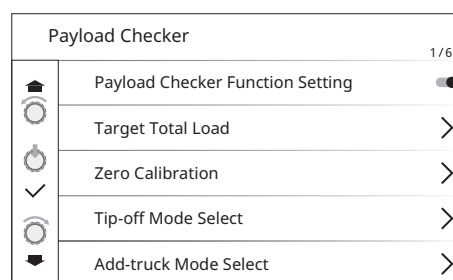 Payload Checker
1/6
Payload Checker Function Setting
Target Total Load
Zero Calibration
Tip-off Mode Select
Add-truck Mode Select